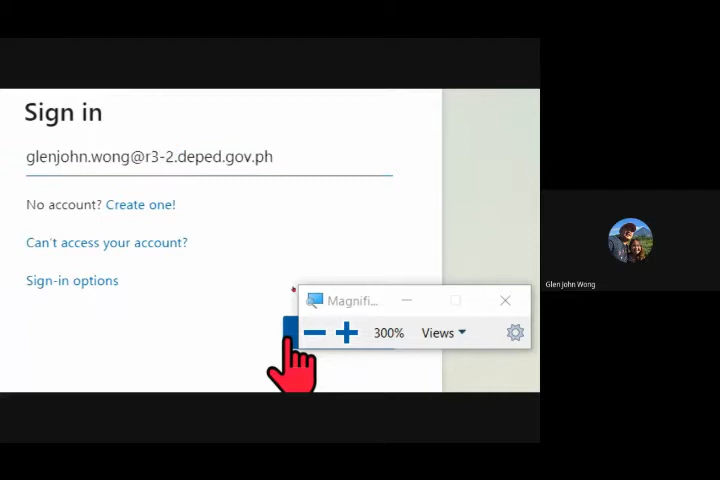 Sign in
glenjohn.wong@r3-2.deped.gov.ph
No account? Create one!
Can't access your account?
Sign-in options
Magnifi...
300% Views
Glen John Wong